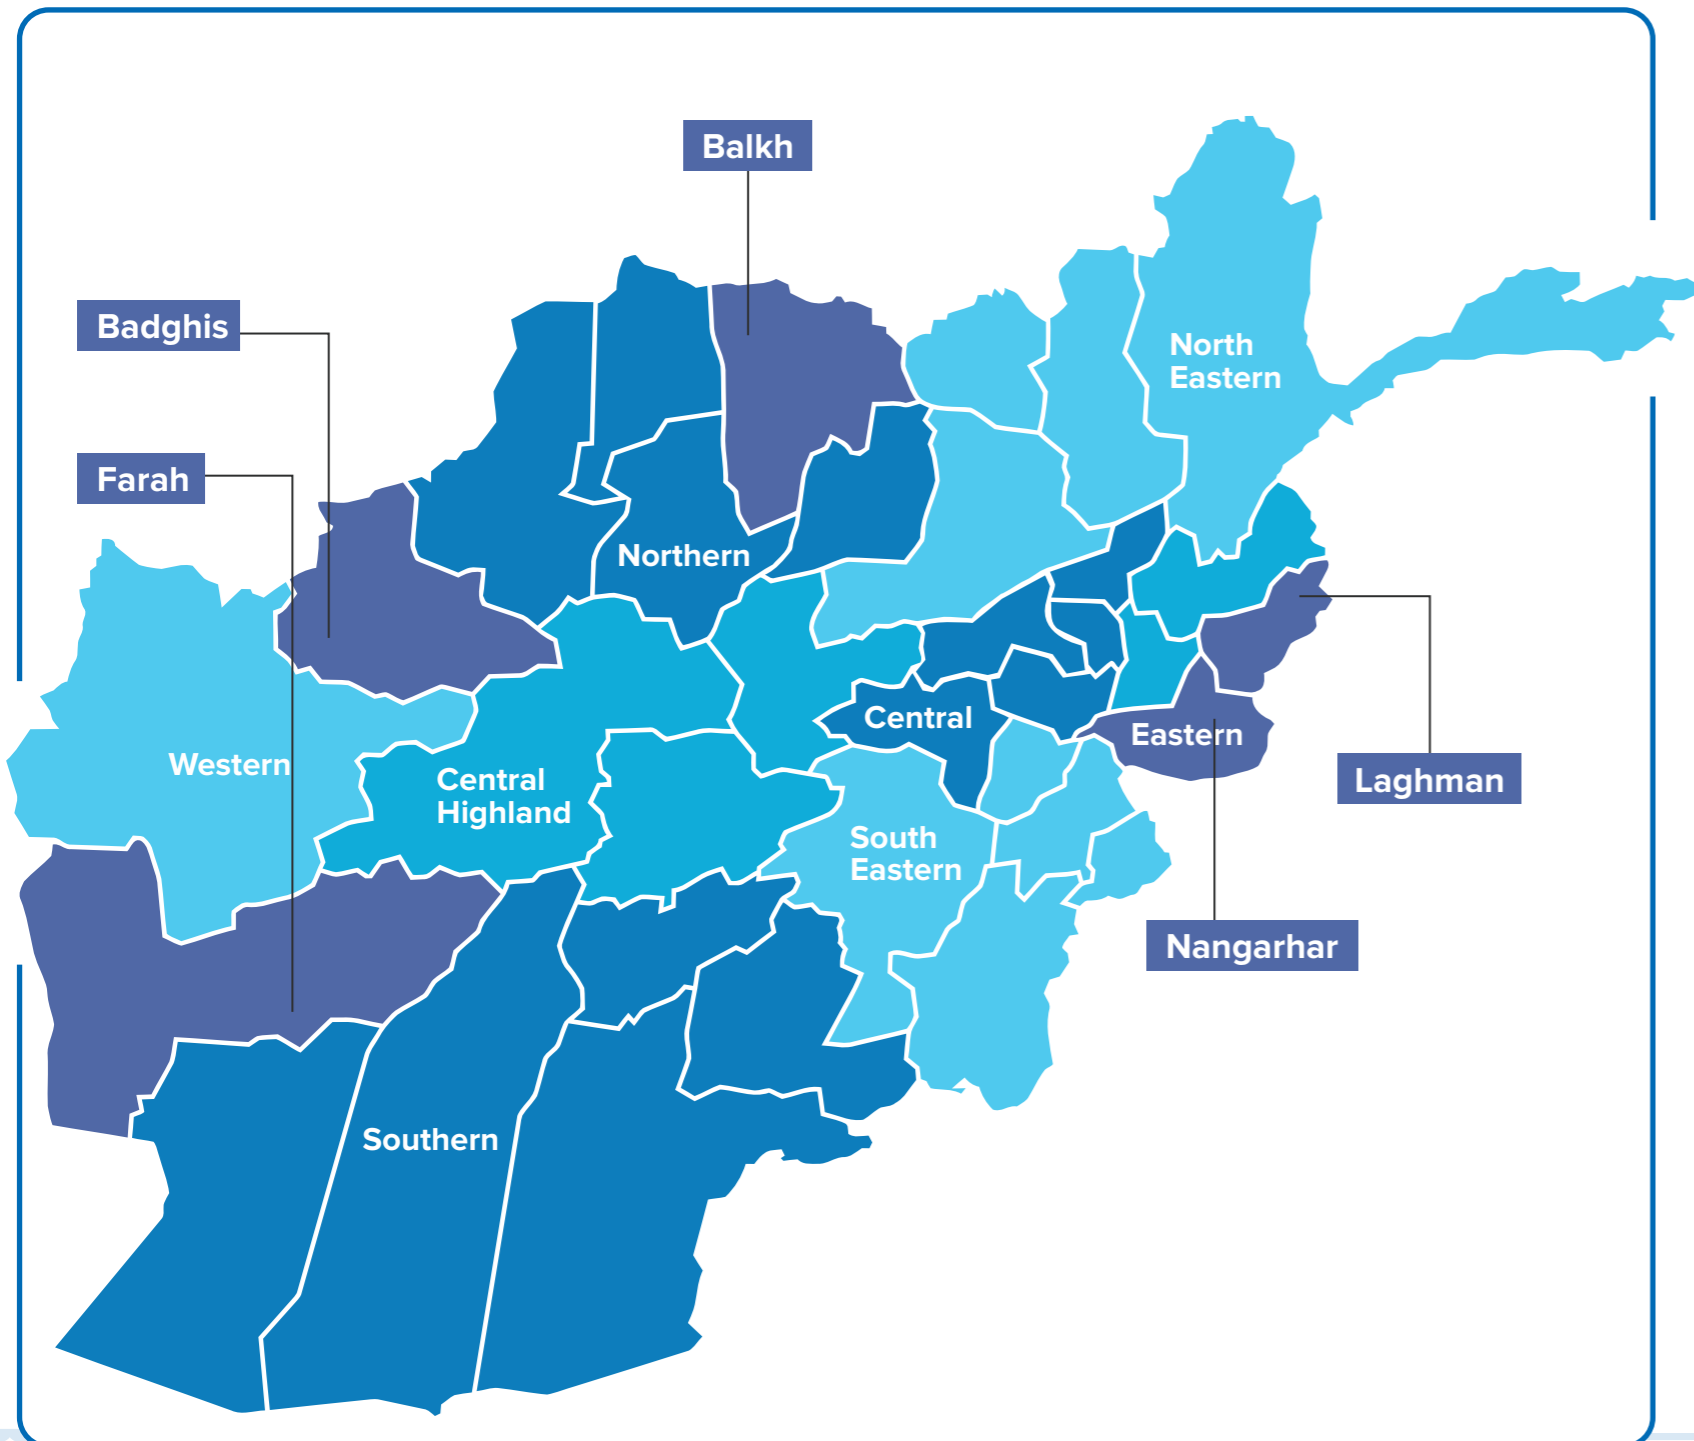 Balkh
Badghis
North
Eastern
Farah
Northern
Central
Eastern
Western
Central
Highland
Laghman
South
Eastern
Nangarhar
Southern